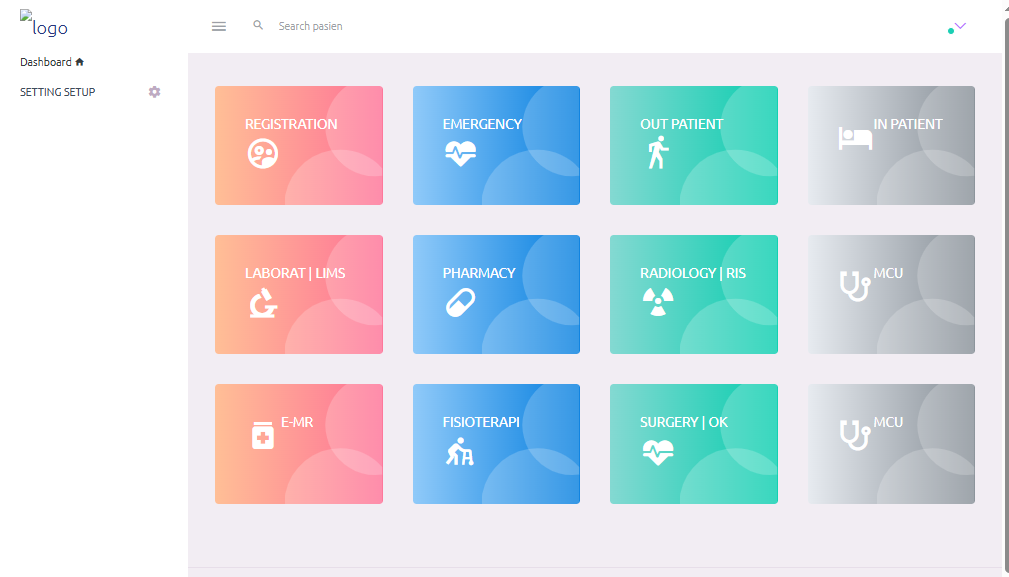 logo
Search pasien
Dashboard
SETTING SETUP
REGISTRATION
EMERGENCY
OUT PATIENT
IN PATIENT
LABORAT | LIMS
PHARMACY
RADIOLOGY | RIS
MCU
E-MR
FISIOTERAPI
SURGERY | OK
MCU